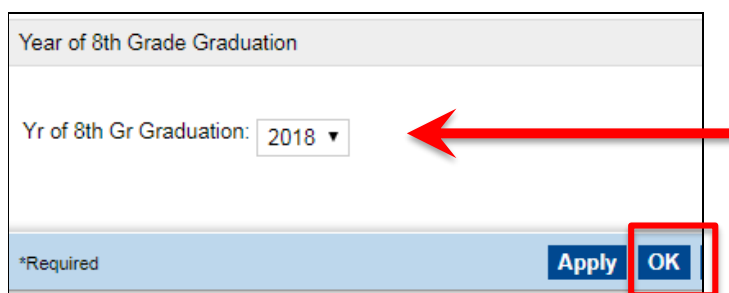 Year of 8th Grade Graduation
Yr of 8th Gr Graduation: 2018
*Required Apply OK